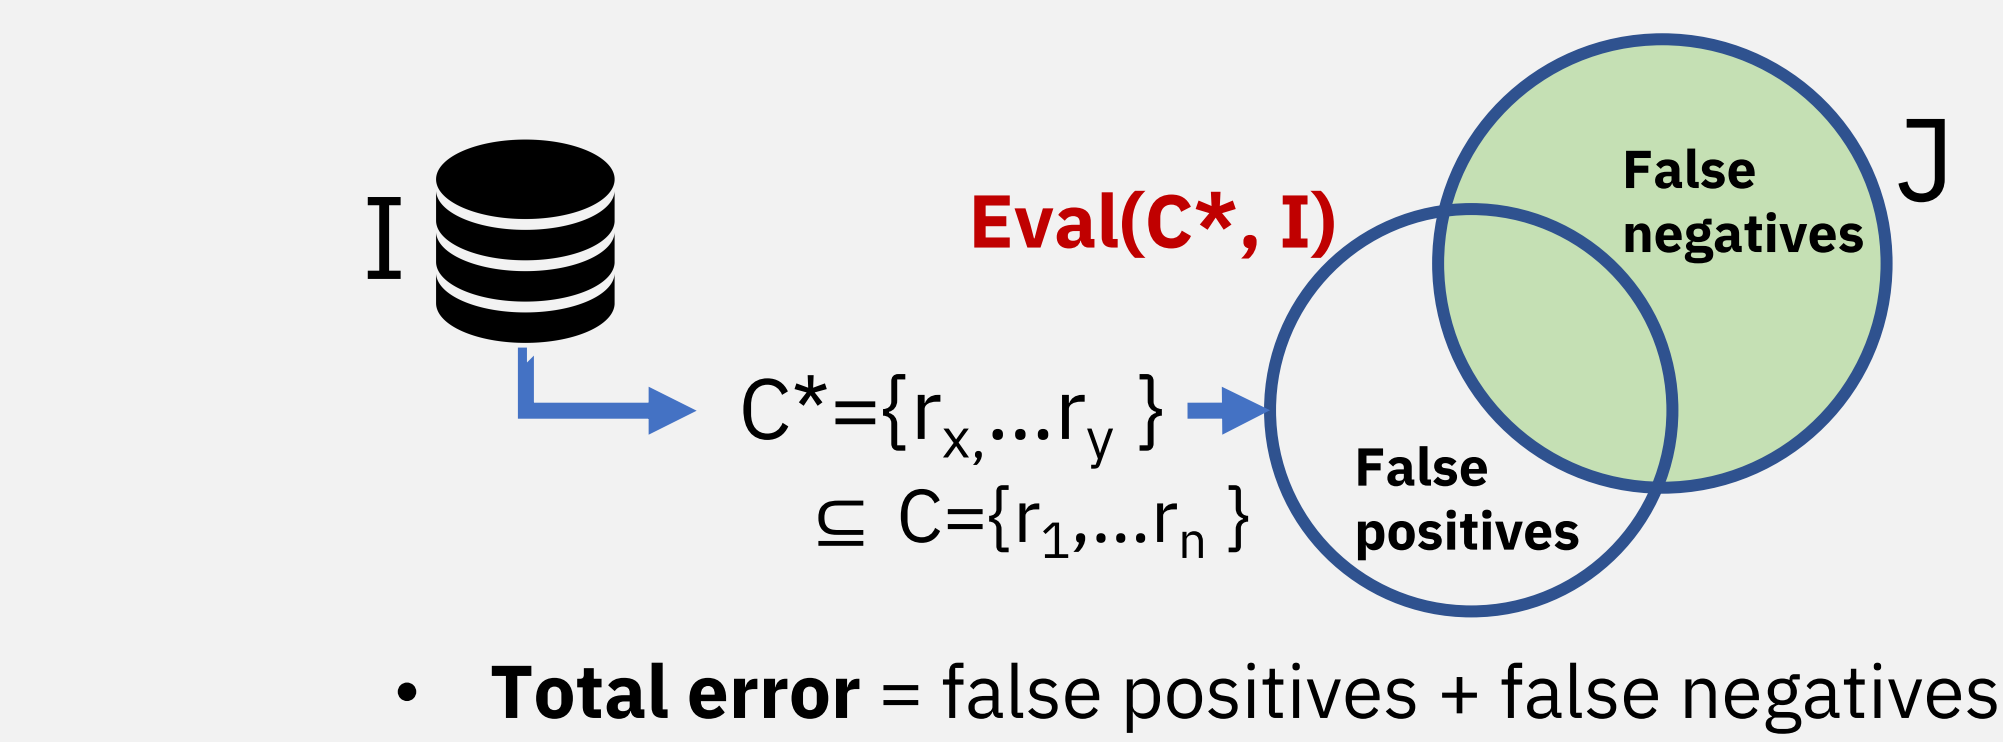 I
Eval(C*, I)
J
False
negatives
C*={rx,…ry }
⊆ C={r1,…rn }
False
positives
• Total error = false positives + false negatives